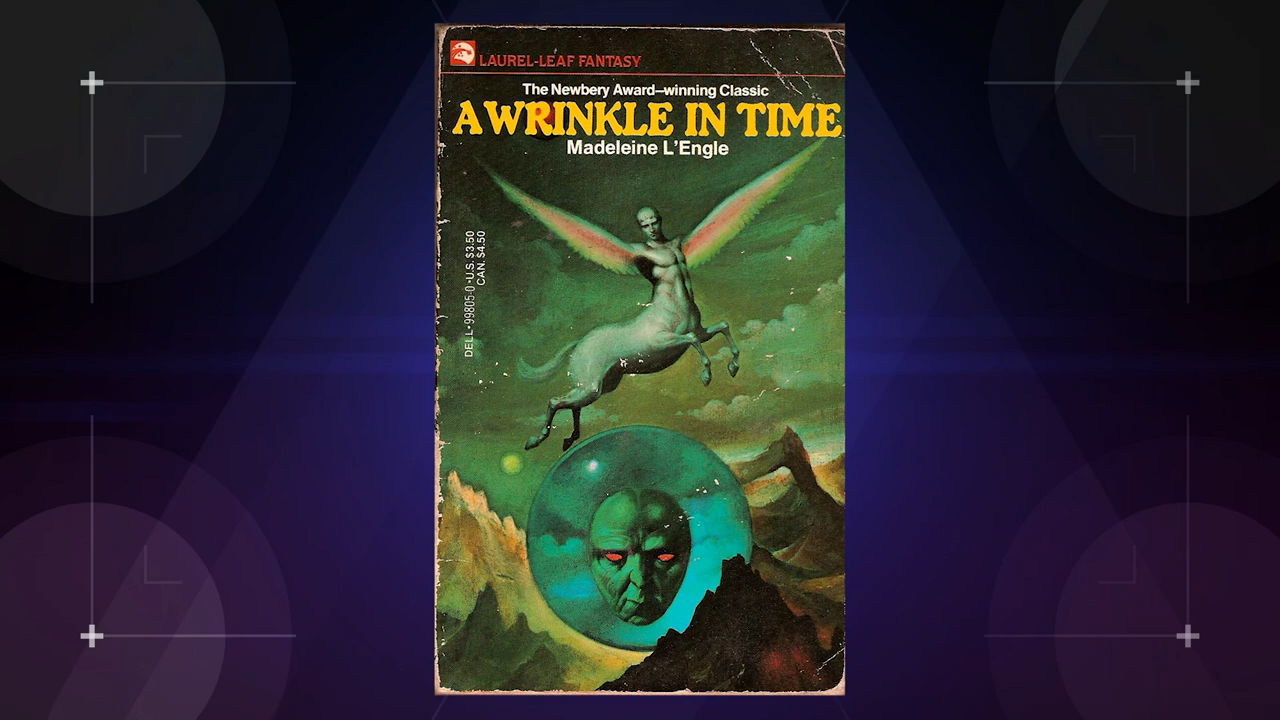 LAUREL-LEAF FANTASY
The Newbery Award–winning Classic
A WRINKLE IN TIME
Madeleine L'Engle
DELL•99805-0•U.S. $3.50
CAN. $4.50